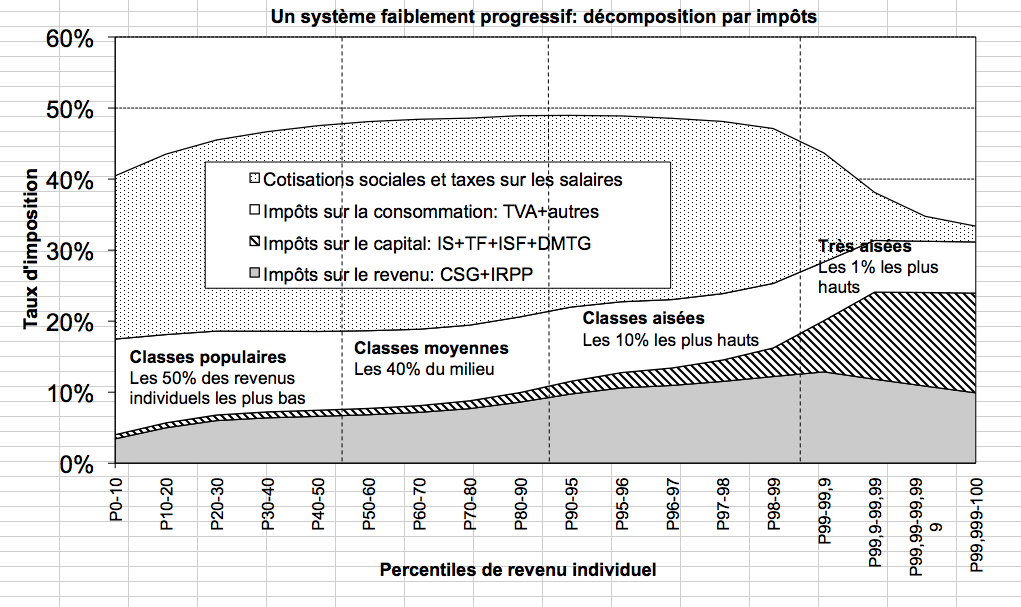 Un système faiblement progressif: décomposition par impôts
Taux d'imposition
60%
50%
40%
30%
20%
10%
0%
Cotisations sociales et taxes sur les salaires
Impôts sur la consommation: TVA+autres
Impôts sur le capital: IS+TF+ISF+DMTG
Impôts sur le revenu: CSG+IRPP
Classes populaires
Les 50% des revenus
individuels les plus bas
Classes moyennes
Les 40% du milieu
Classes aisées
Les 10% les plus hauts
Très aisées
Les 1% les plus
hauts
P0-10
P10-20
P20-30
P30-40
P40-50
P50-60
P60-70
P70-80
P80-90
P90-95
P95-96
P96-97
P97-98
P98-99
P99-99,9
P99,9-99,99
P99,99-99,99
9
P99,999-100
Percentiles de revenu individuel